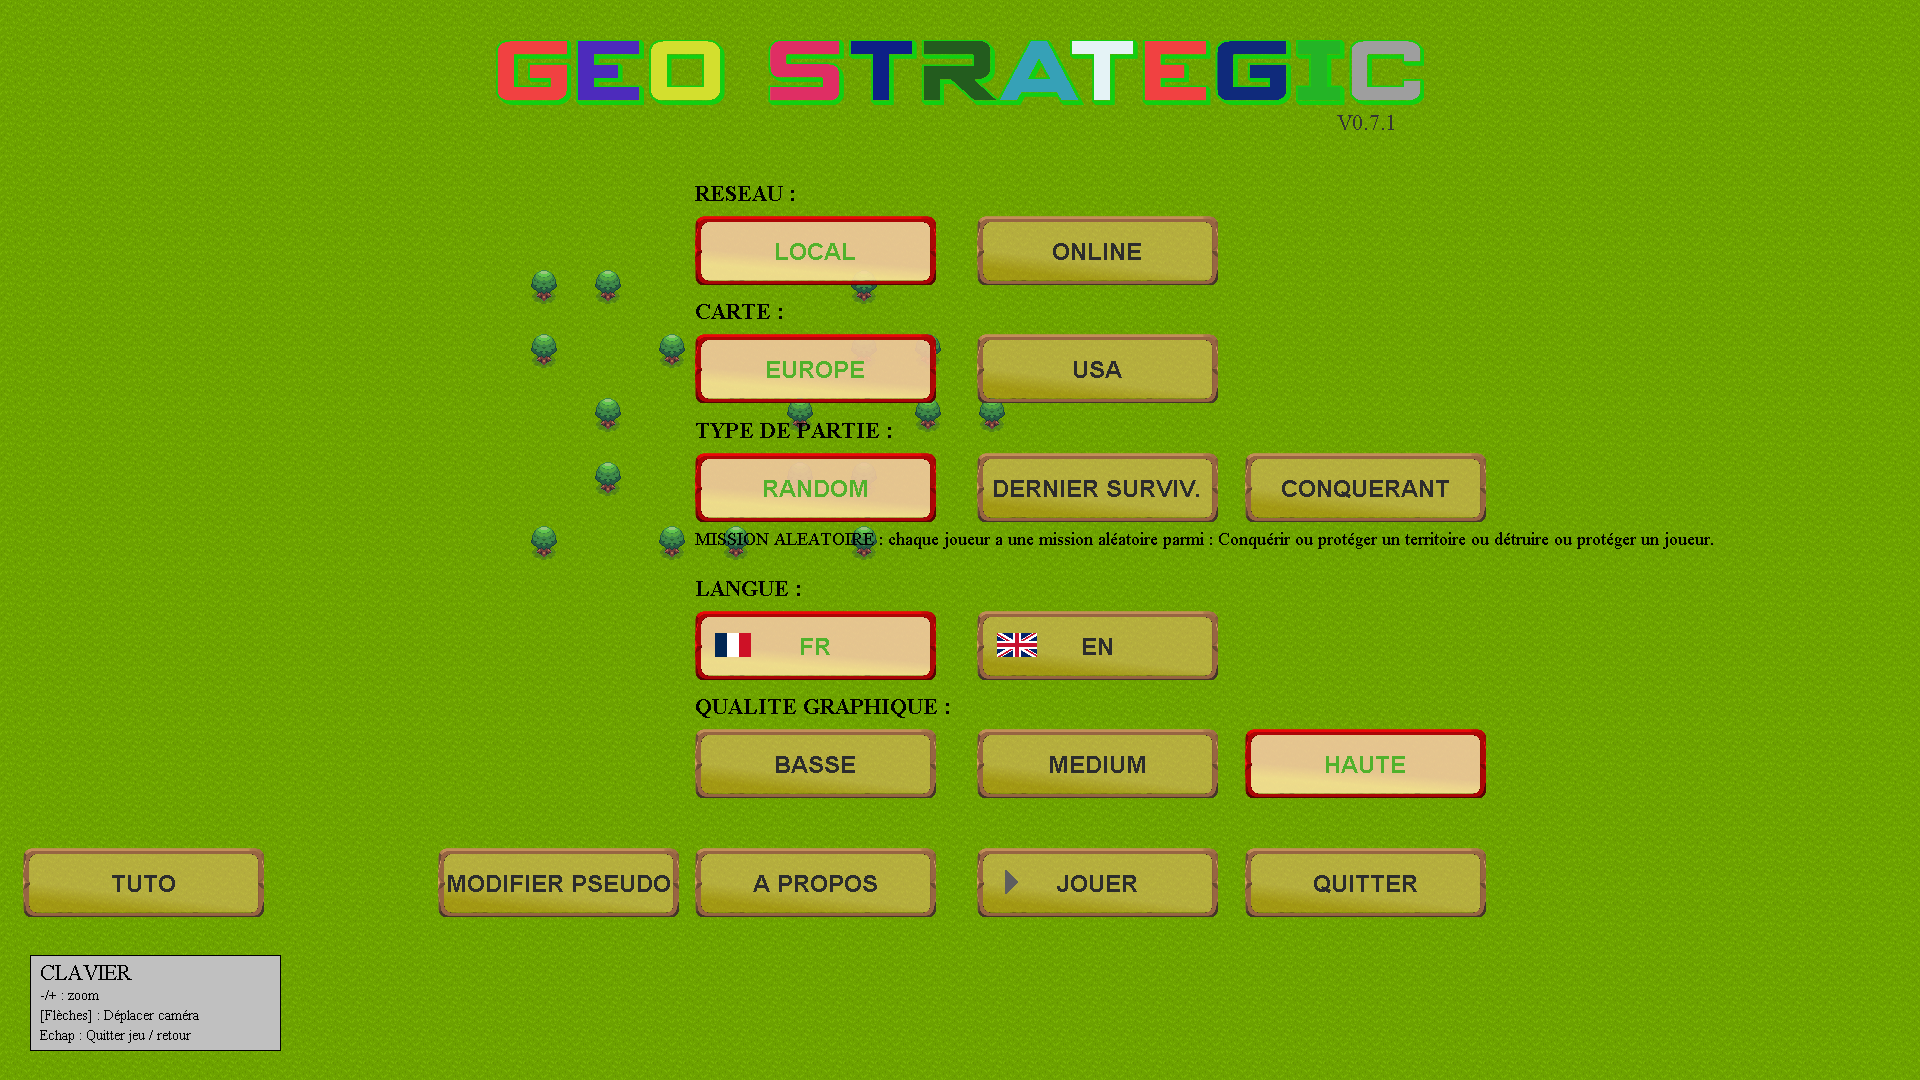 GEO STRATEGIC
V0.7.1
RESEAU :
LOCAL ONLINE
CARTE :
EUROPE USA
TYPE DE PARTIE :
RANDOM DERNIER SURVIV. CONQUERANT
MISSION ALEATOIRE : chaque joueur a une mission aléatoire parmi : Conquérir ou protéger un territoire ou détruire ou protéger un joueur.
LANGUE :
FR EN
QUALITE GRAPHIQUE :
BASSE MEDIUM HAUTE
TUTO MODIFIER PSEUDO A PROPOS JOUER QUITTER
CLAVIER
-/+ : zoom
[Flèches] : Déplacer caméra
Echap : Quitter jeu / retour